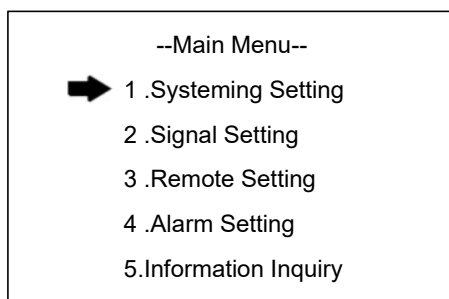 --Main Menu--
1 .Systeming Setting
2 .Signal Setting
3 .Remote Setting
4 .Alarm Setting
5.Information Inquiry